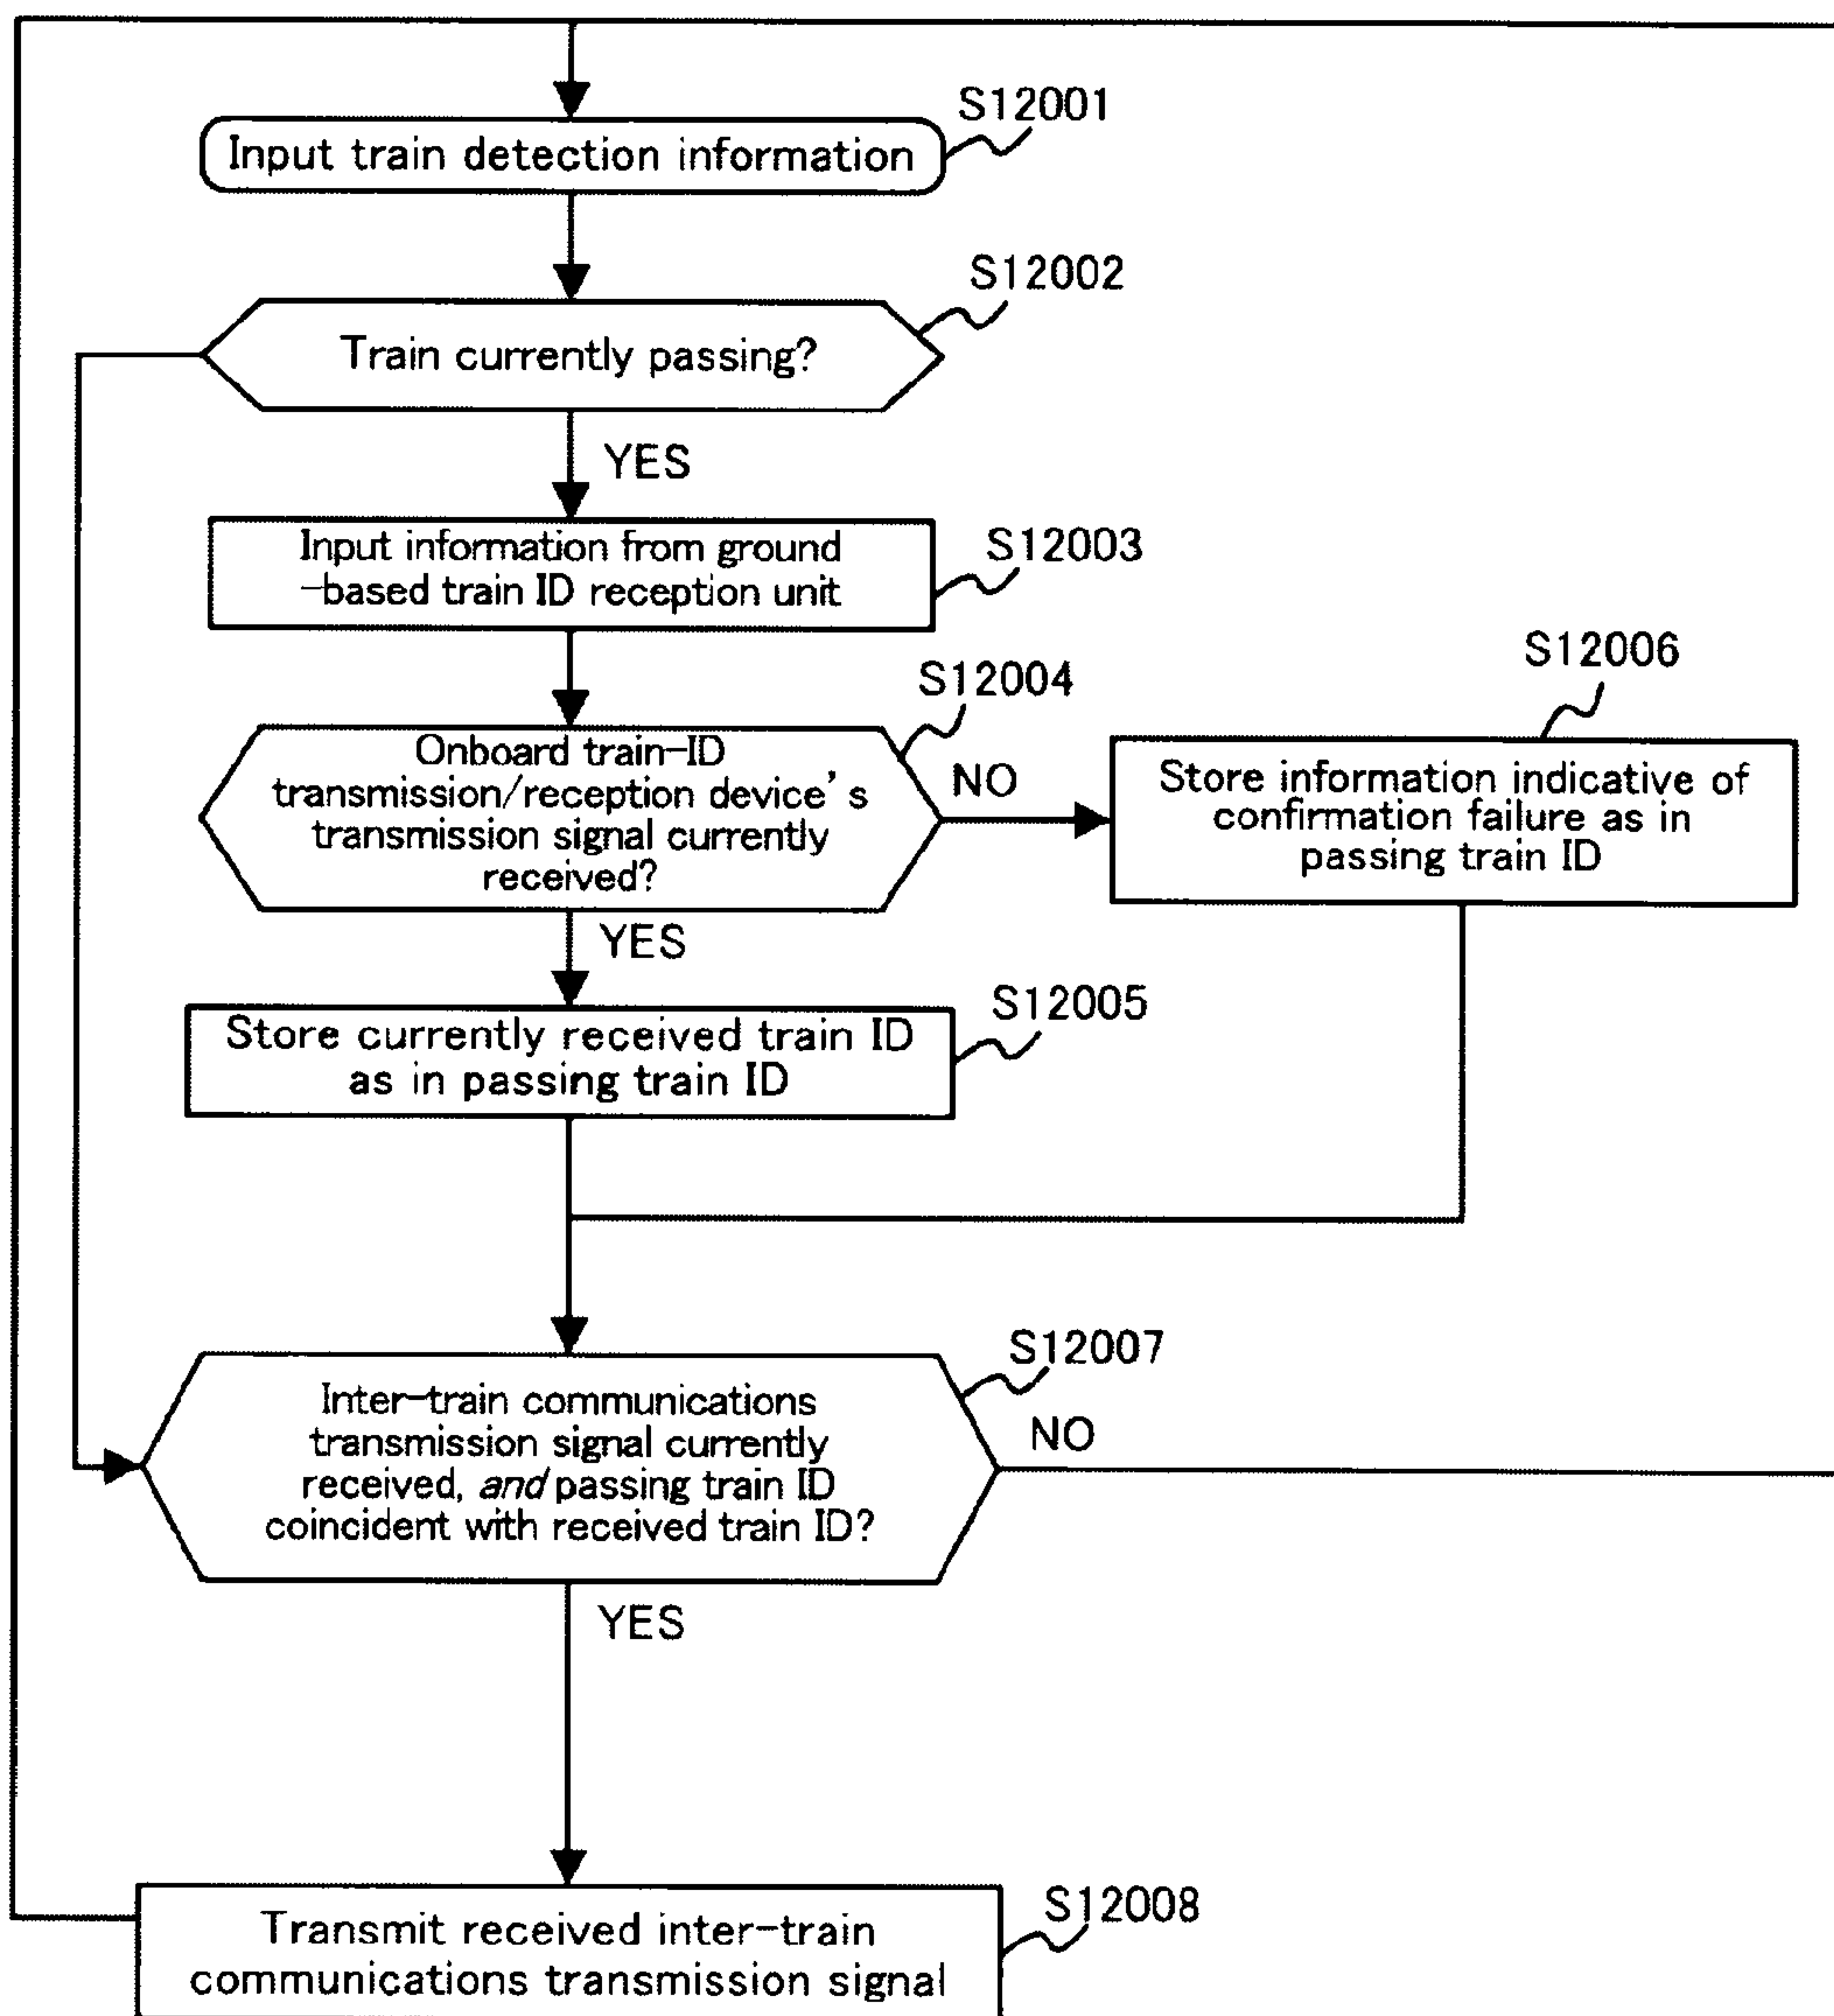 S12001
Input train detection information
S12002
Train currently passing?
YES
S12003
Input information from ground
-based train ID reception unit
S12004
Onboard train-ID
transmission/reception device's
transmission signal currently
received?
NO
S12006
Store information indicative of
confirmation failure as in
passing train ID
YES
S12005
Store currently received train ID
as in passing train ID
S12007
Inter-train communications
transmission signal currently
received, and passing train ID
coincident with received train ID?
NO
YES
S12008
Transmit received inter-train
communications transmission signal